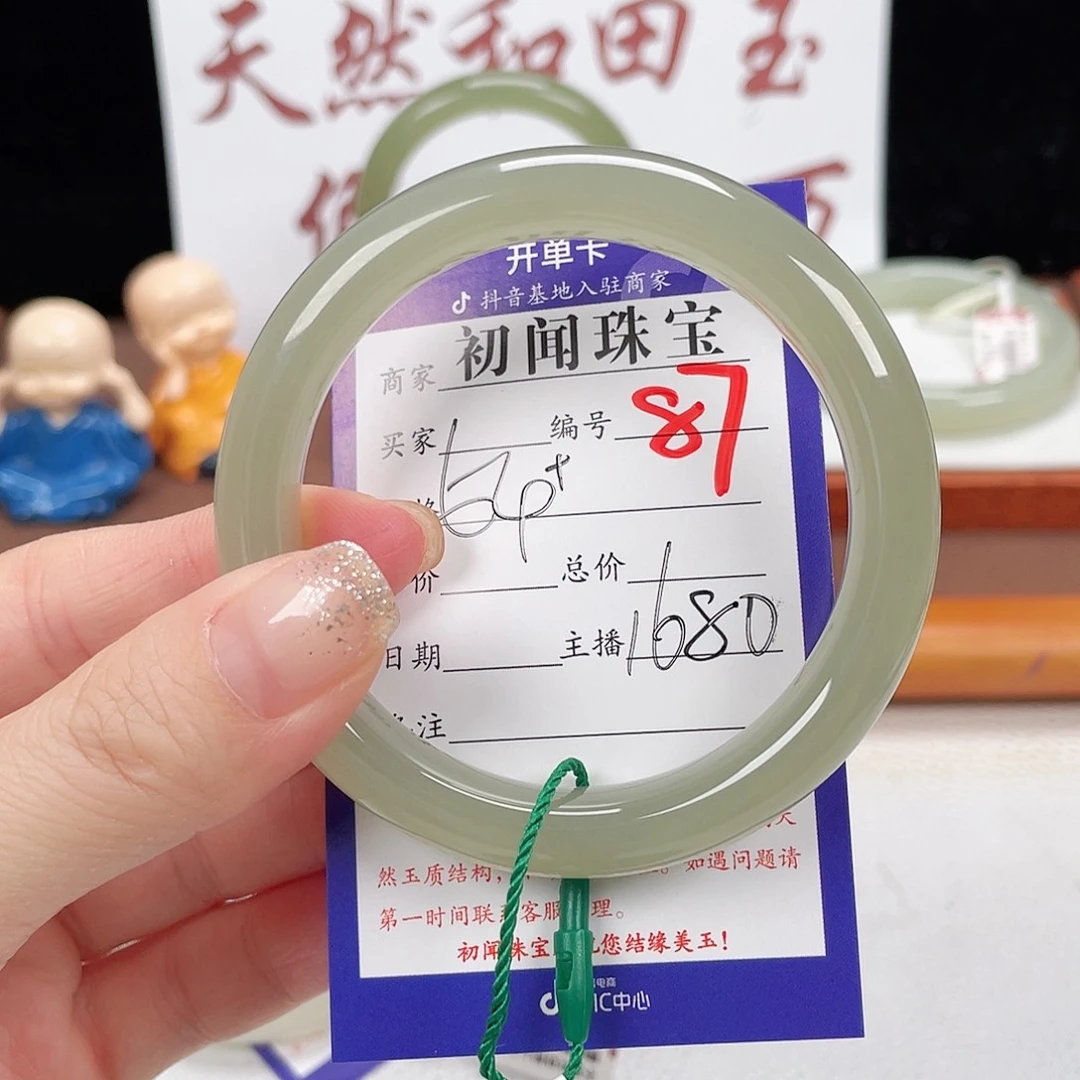 天然和田玉
开单卡
抖音基地入驻商家
商家 初闻珠宝
买家 编号 87
价 总价
日期 主播 1680
注
然玉质结构, 。如遇问题请
第一时间联 客服 理。
初闻珠宝 您结缘美玉!
IC中心